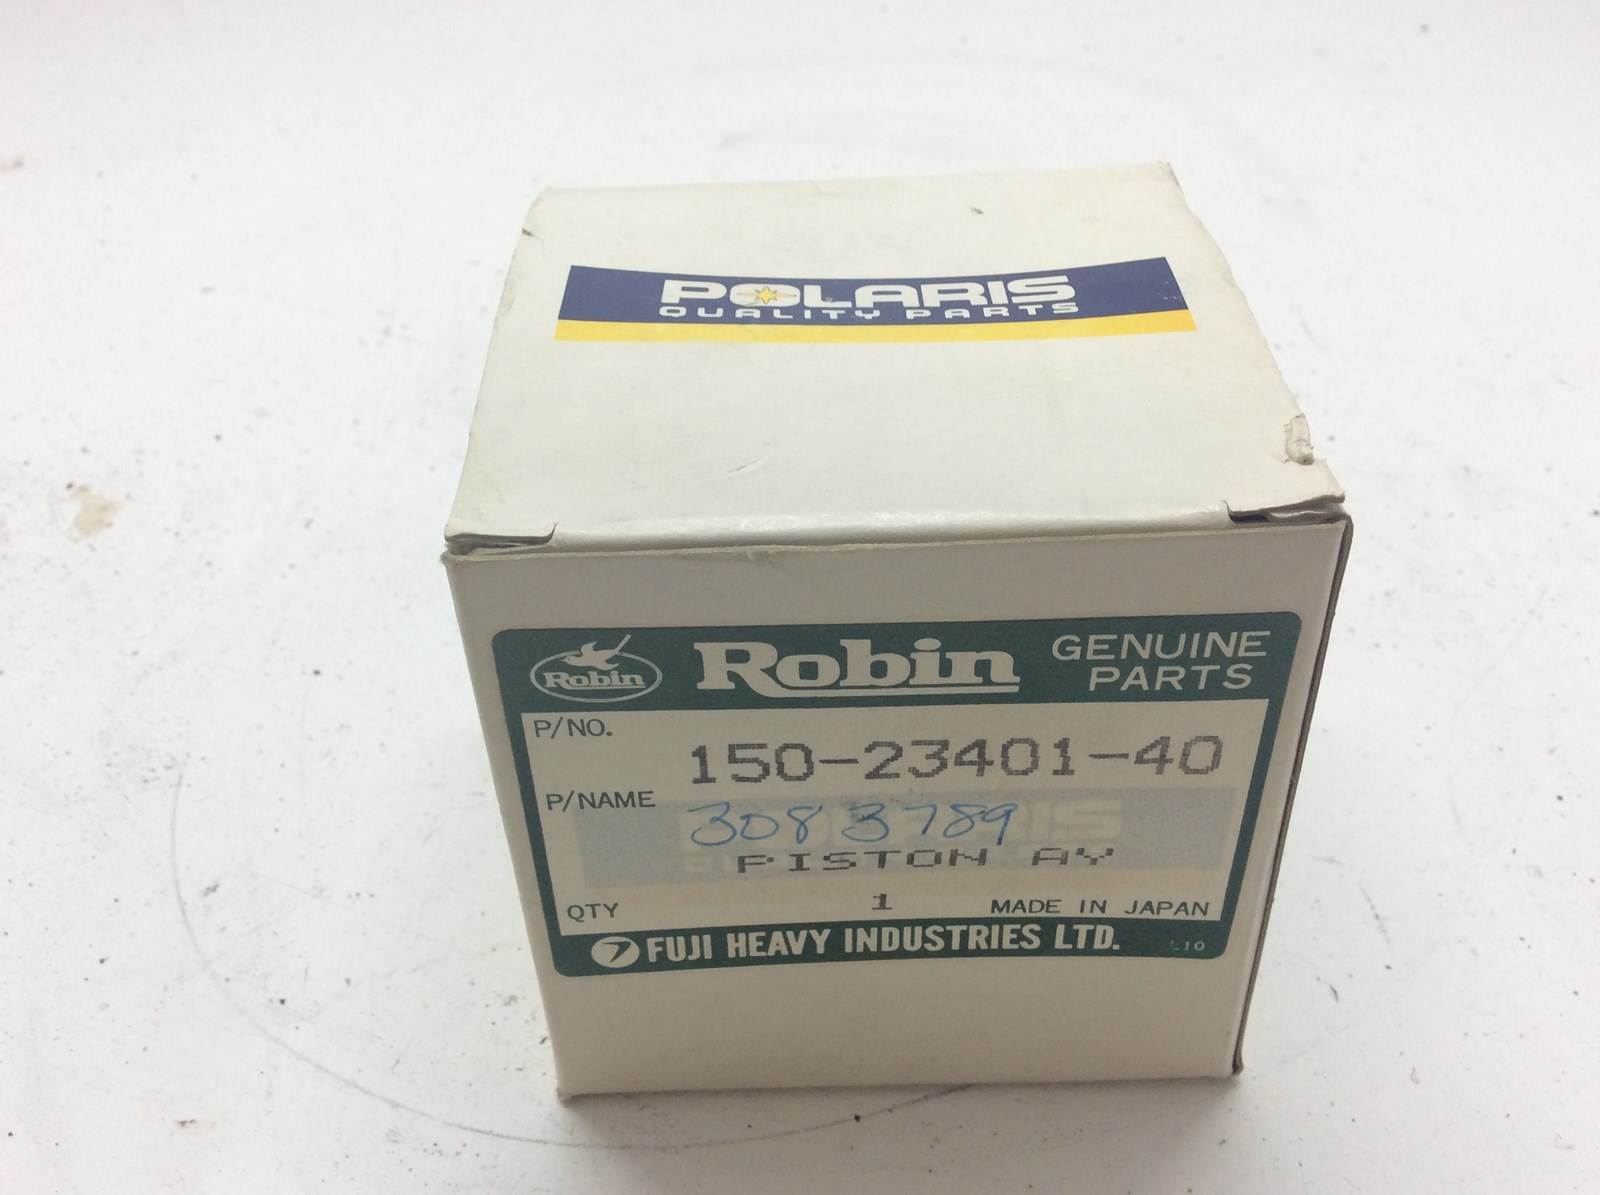 POLARIS
QUALITY PARTS
Robin
Robin
GENUINE
PARTS
P/NO.
150-23401-40
P/NAME
3083789
PISTON AY
QTY
1
MADE IN JAPAN
FUJI HEAVY INDUSTRIES LTD.